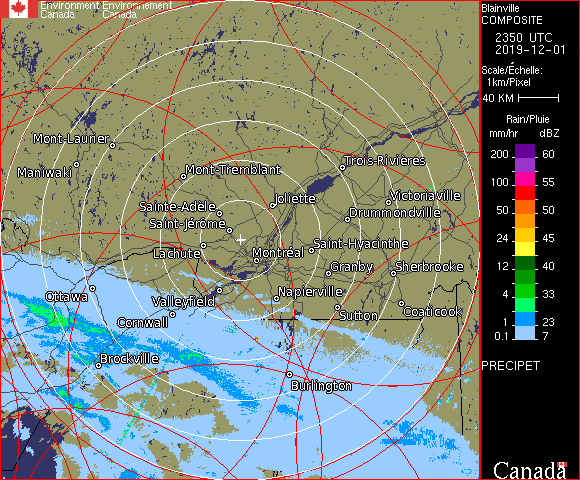 Environment Environnement
Canada Canada
Blainville
COMPOSITE
2350 UTC
2019-12-01
Scale/Échelle:
1km/Pixel
40 KM
Rain/Pluie
mm/hr dBZ
200 60
100 55
50 50
24 45
12 40
4 33
1 23
0.1 7
PRECIPET
Canada
Mont-Laurier
Maniwaki
Mont-Tremblant
Trois-Rivières
Joliette
Victoriaville
Sainte-Adèle
Drummondville
Saint-Jérôme
Saint-Hyacinthe
Lachute
Montréal
Granby
Sherbrooke
Ottawa
Valleyfield
Napierville
Cornwall
Sutton
Coaticook
Brockville
Burlington